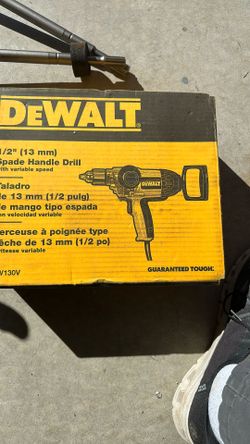 DEWALT
1/2" (13 mm)
Spade Handle Drill
with variable speed
Taladro
de 13 mm (1/2 pulg)
de mango tipo espada
con velocidad variable
DEWALT
Perceuse à poignée type
bêche de 13 mm (1/2 po)
vitesse variable
GUARANTEED TOUGH.
W130V